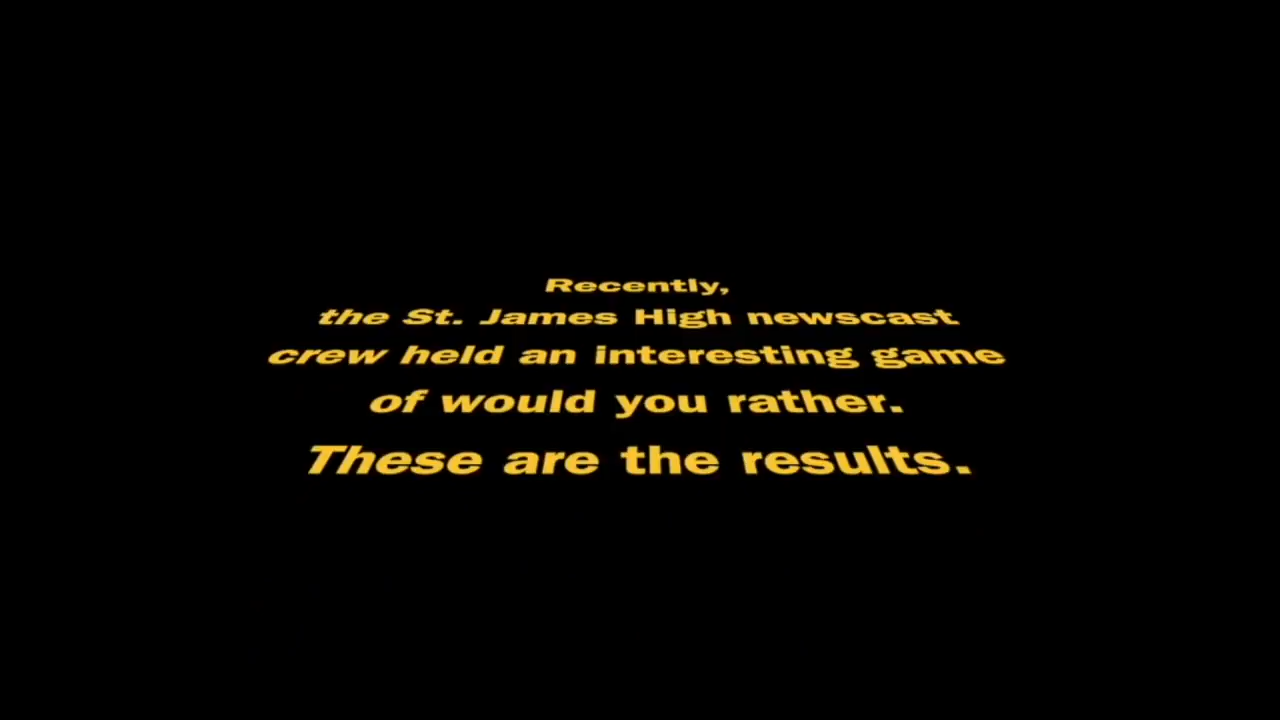 Recently,
the St. James High newscast
crew held an interesting game
of would you rather.
These are the results.